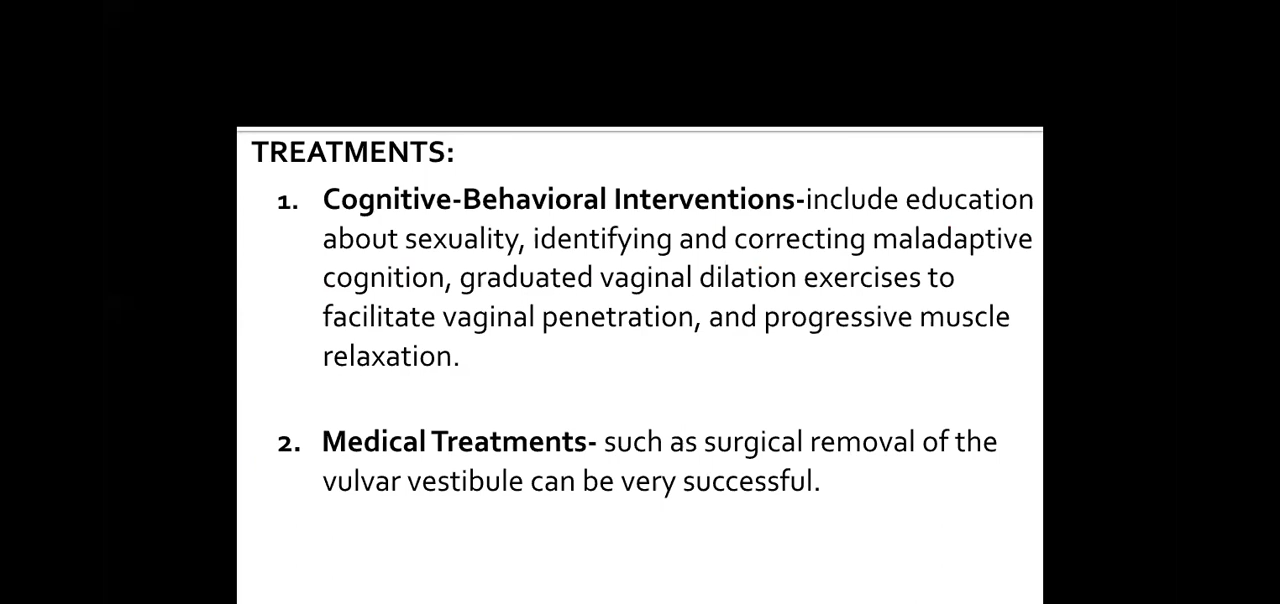 TREATMENTS:
1. Cognitive-Behavioral Interventions-include education
about sexuality, identifying and correcting maladaptive
cognition, graduated vaginal dilation exercises to
facilitate vaginal penetration, and progressive muscle
relaxation.
2. Medical Treatments- such as surgical removal of the
vulvar vestibule can be very successful.